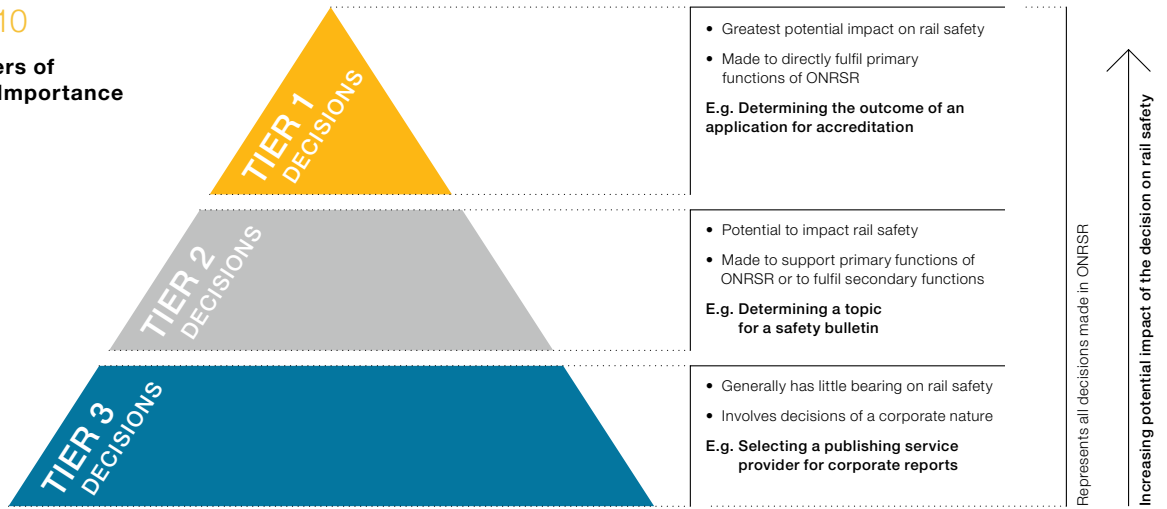 10
ers of
Importance
TIER 1
DECISIONS
• Greatest potential impact on rail safety
• Made to directly fulfil primary
functions of ONRSR
E.g. Determining the outcome of an
application for accreditation
TIER 2
DECISIONS
• Potential to impact rail safety
• Made to support primary functions of
ONRSR or to fulfil secondary functions
E.g. Determining a topic
for a safety bulletin
TIER 3
DECISIONS
• Generally has little bearing on rail safety
• Involves decisions of a corporate nature
E.g. Selecting a publishing service
provider for corporate reports
Represents all decisions made in ONRSR
Increasing potential impact of the decision on rail safety